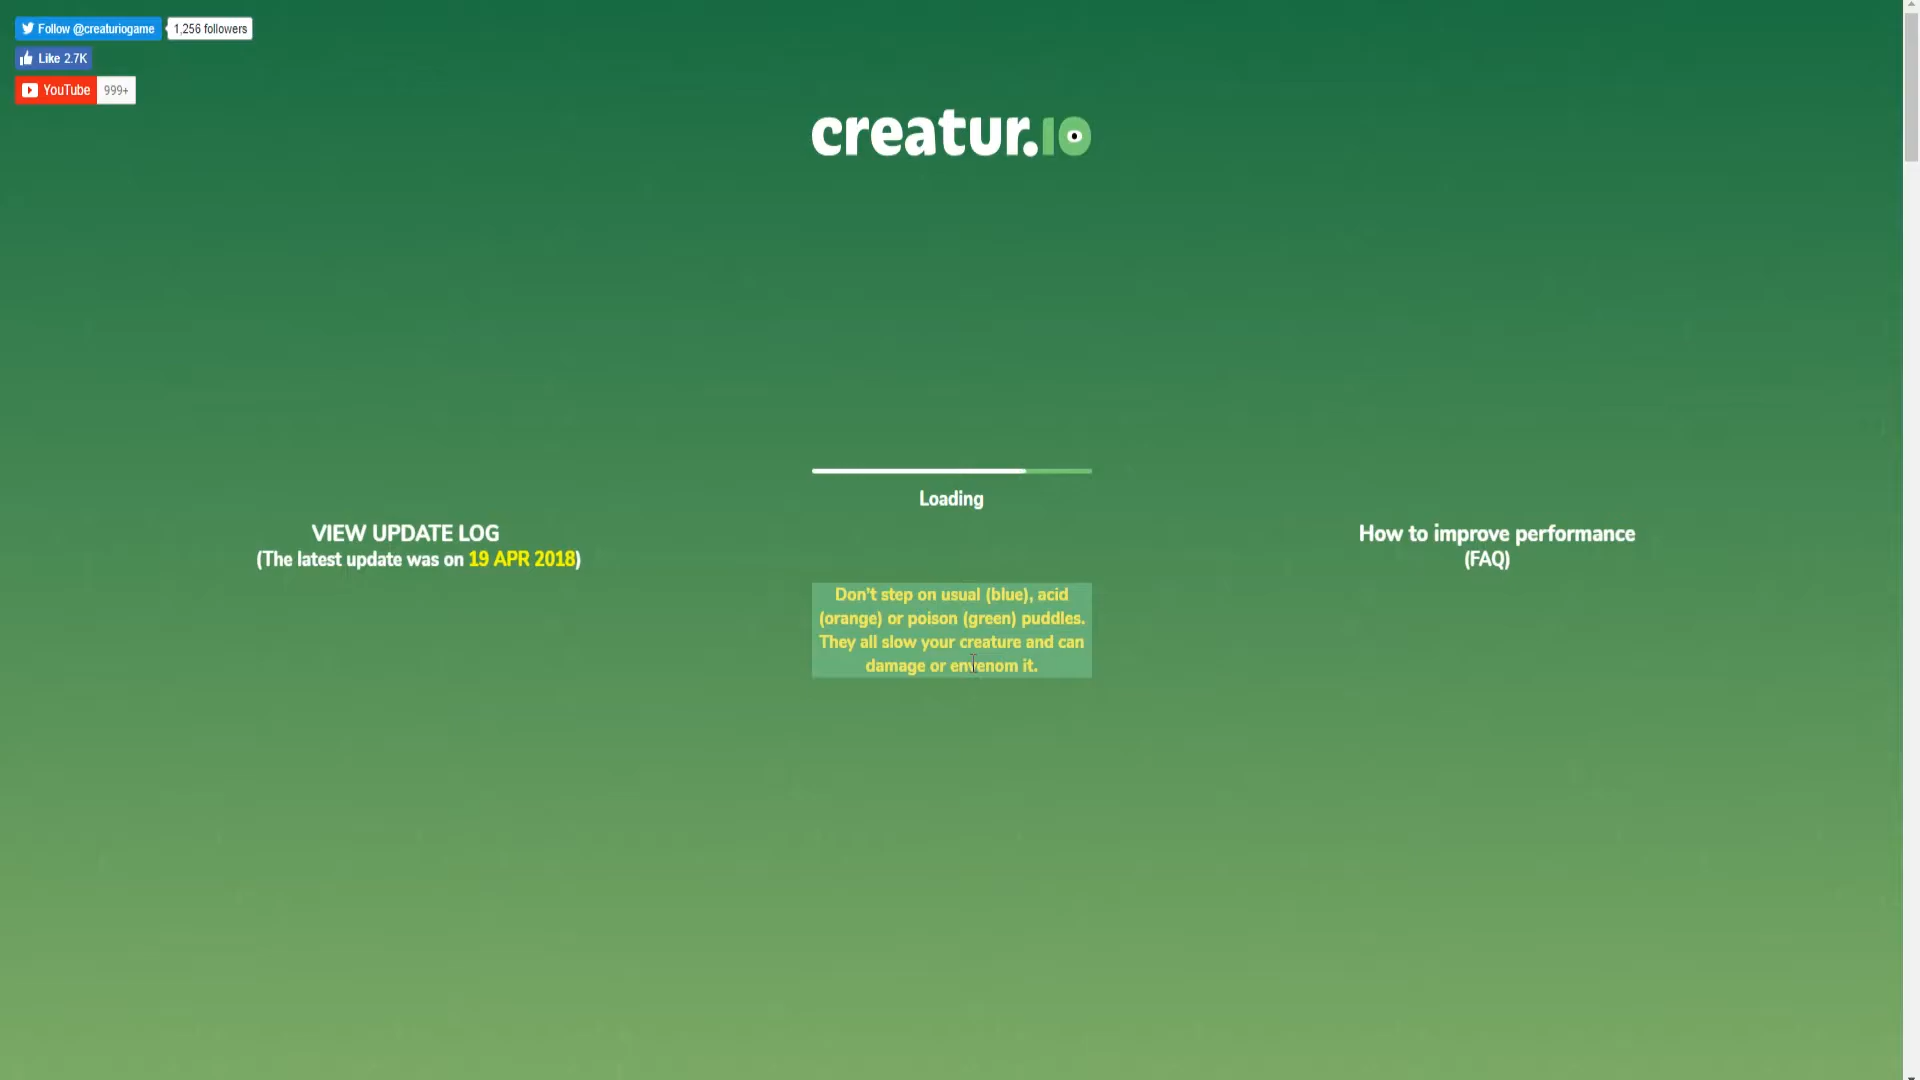 Follow @creaturiogame
1,256 followers
Like 2.7K
YouTube
999+
creatur.io
Loading
VIEW UPDATE LOG
(The latest update was on 19 APR 2018)
How to improve performance
(FAQ)
Don't step on usual (blue), acid
(orange) or poison (green) puddles.
They all slow your creature and can
damage or envenom it.